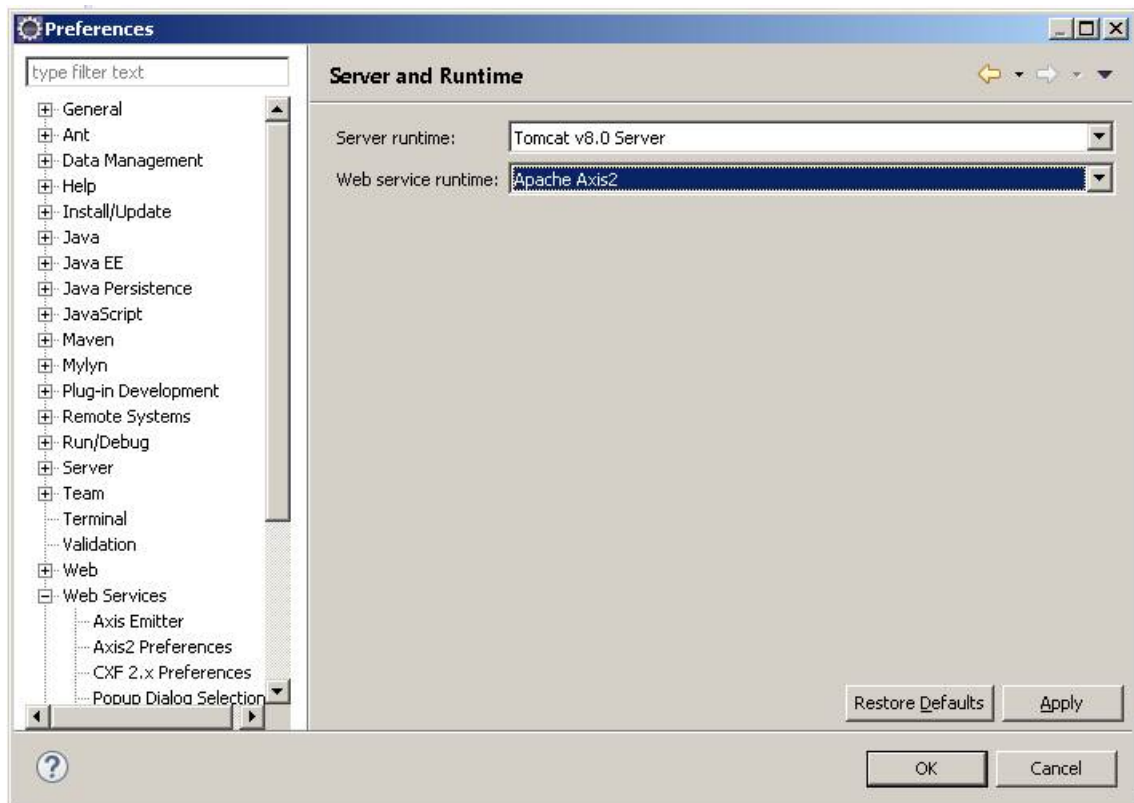 Preferences
type filter text
General
Ant
Data Management
Help
Install/Update
Java
Java EE
Java Persistence
JavaScript
Maven
Mylyn
Plug-in Development
Remote Systems
Run/Debug
Server
Team
Terminal
Validation
Web
Web Services
Axis Emitter
Axis2 Preferences
CXF 2.x Preferences
Popup Dialog Selection
Server and Runtime
Server runtime: Tomcat v8.0 Server
Web service runtime: Apache Axis2
Restore Defaults Apply
OK Cancel